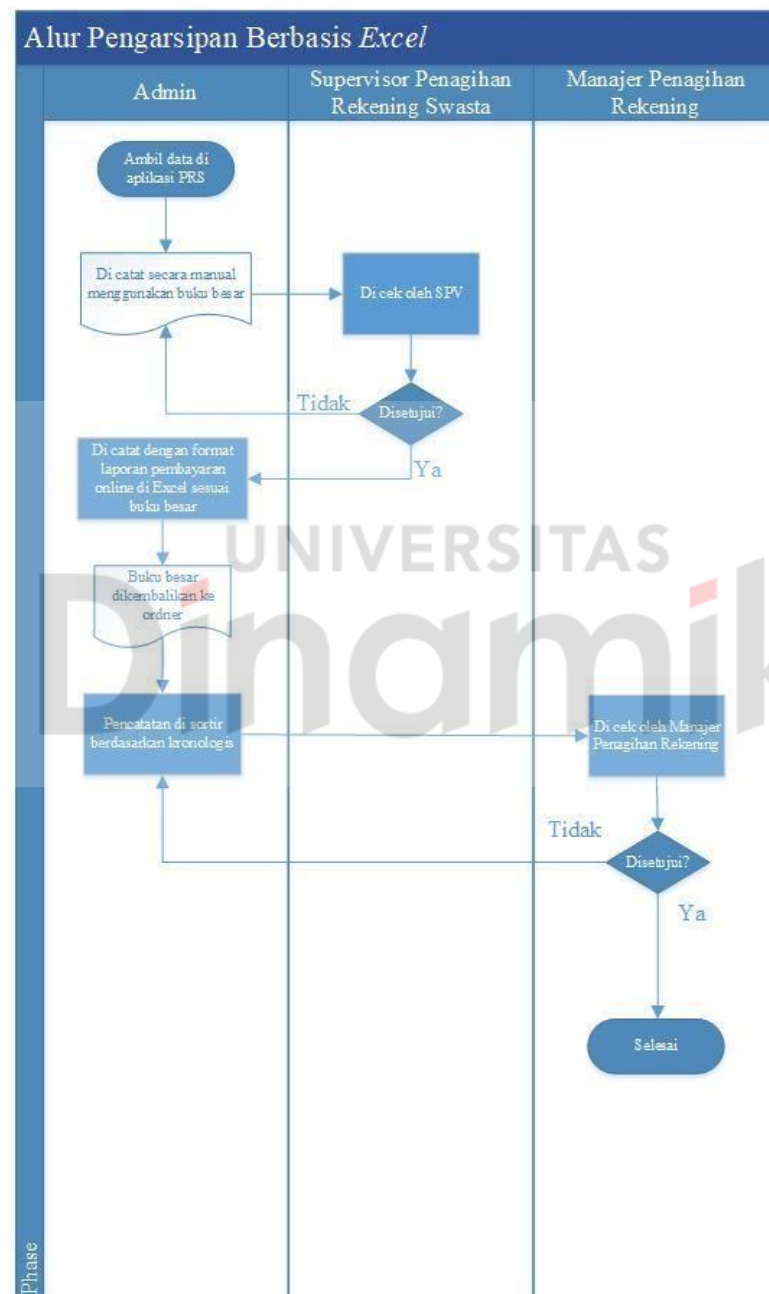 Alur Pengarsipan Berbasis Excel
Admin
Supervisor Penagihan
Rekening Swasta
Manajer Penagihan
Rekening
Ambil data di
aplikasi PRS
Di catat secara manual
menggunakan buku besar
Di cek oleh SPV
Tidak
Disetujui?
Ya
Di catat dengan format
laporan pembayaran
online di Excel sesuai
buku besar
UNIVERSITAS
Dinamik
Buku besar
dikembalikan ke
ordner
Pencatatan di sortir
berdasarkan kronologis
Di cek oleh Manajer
Penagihan Rekening
Tidak
Disetujui?
Ya
Selesai
Phase